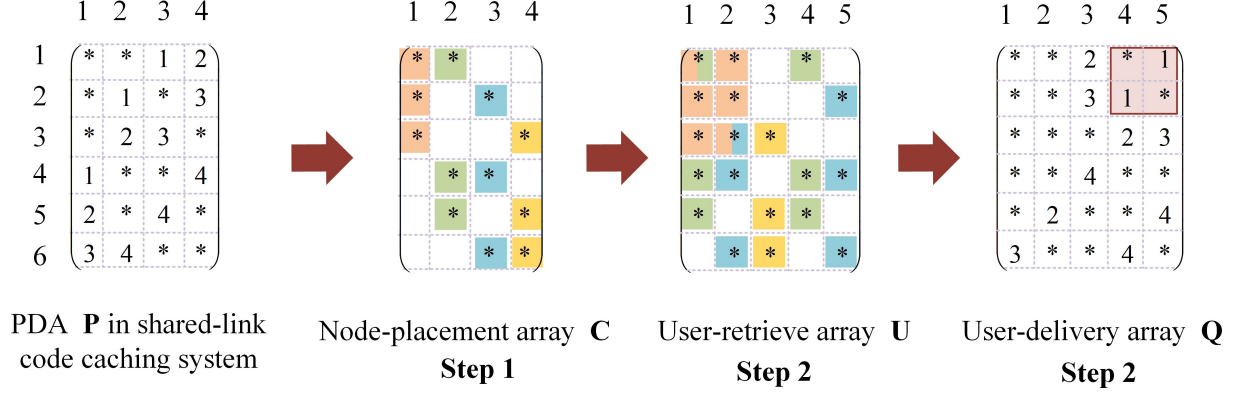 1 2 3 4 1 2 3 4 1 2 3 4 5 1 2 3 4 5
1 * * 1 2 * * * * * * * 2 * 1
2 * 1 * 3 * * * * * * * 3 1 *
3 * 2 3 * * * * * * * * * 2 3
4 1 * * 4 * * * * * * * * 4 * *
5 2 * 4 * * * * * * * 2 * * 4
6 3 4 * * * * * * * 3 * * 4 *
PDA P in shared-link
code caching system
Node-placement array C
Step 1
User-retrieve array U
Step 2
User-delivery array Q
Step 2